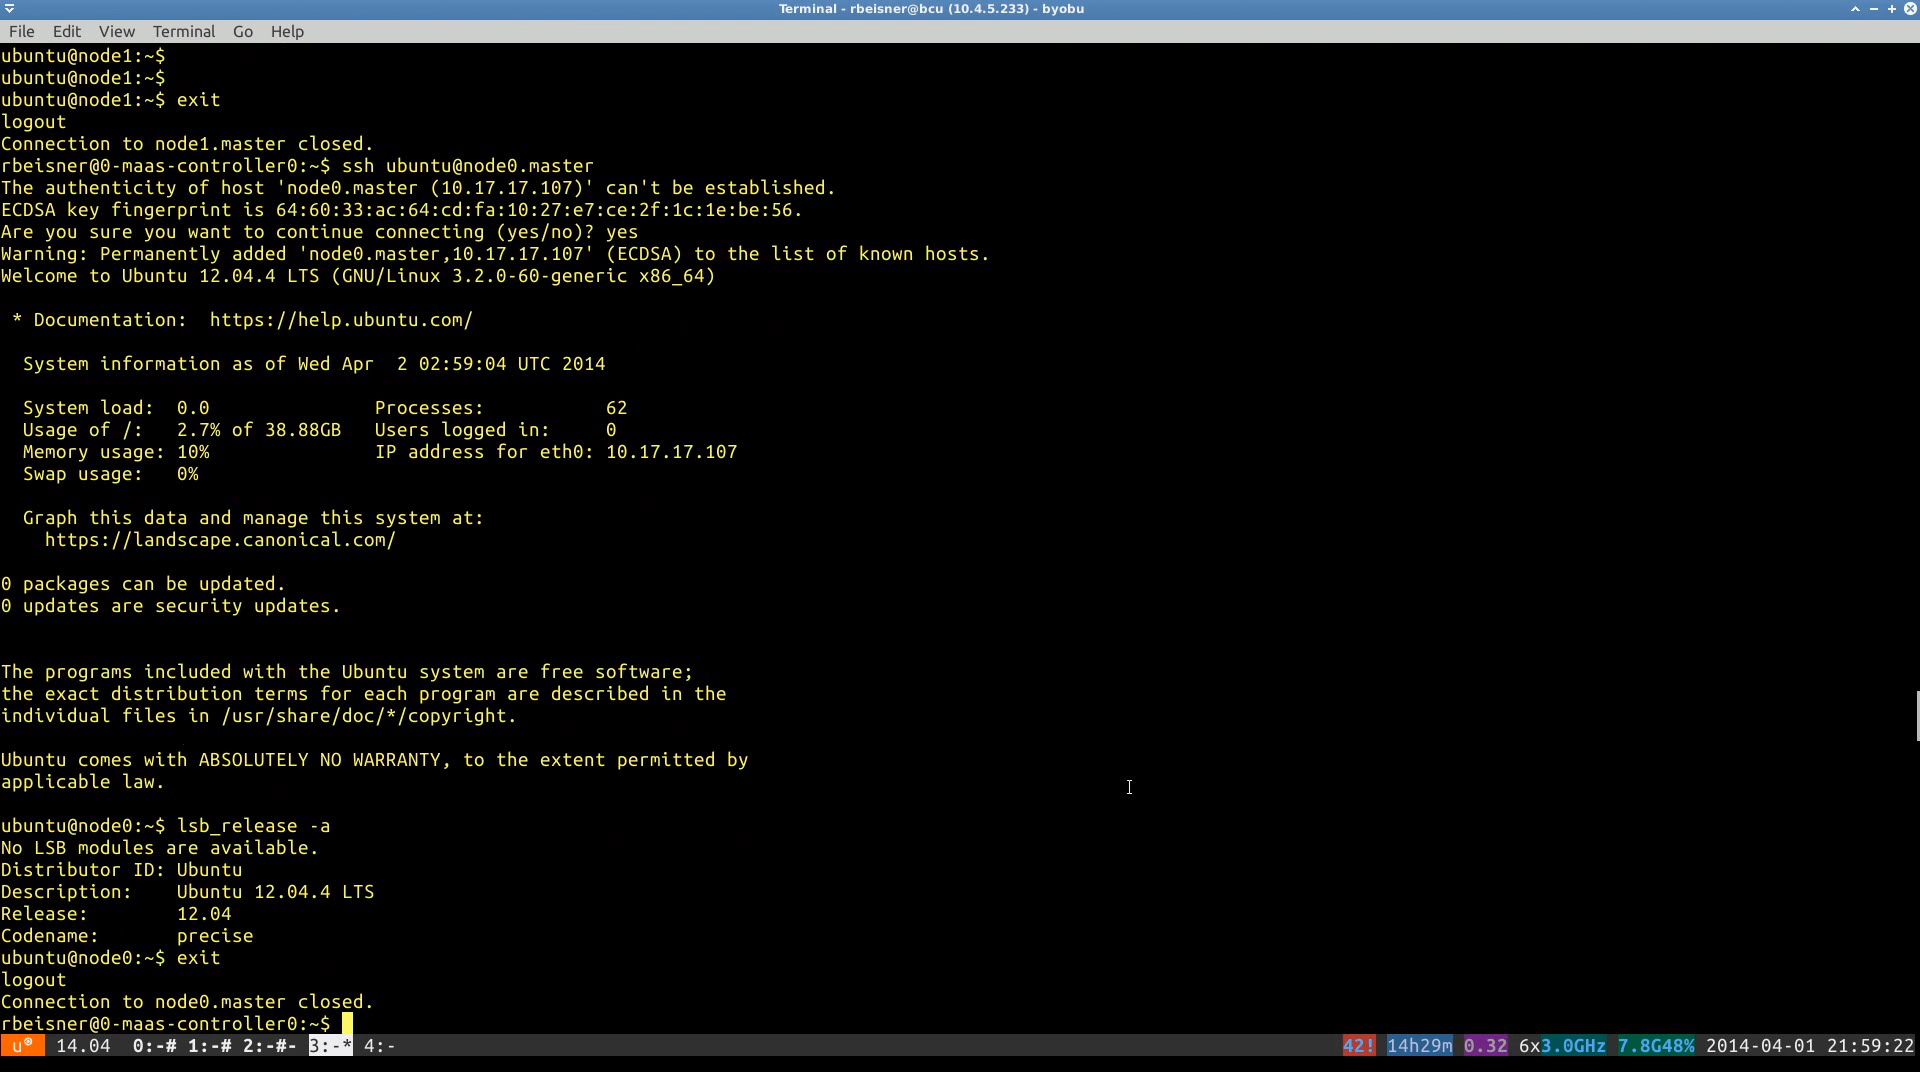 Terminal - rbeisner@bcu (10.4.5.233) - byobu
File Edit View Terminal Go Help
ubuntu@node1:~$
ubuntu@node1:~$
ubuntu@node1:~$ exit
logout
Connection to node1.master closed.
rbeisner@0-maas-controller0:~$ ssh ubuntu@node0.master
The authenticity of host 'node0.master (10.17.17.107)' can't be established.
ECDSA key fingerprint is 64:60:33:ac:64:cd:fa:10:27:e7:ce:2f:1c:1e:be:56.
Are you sure you want to continue connecting (yes/no)? yes
Warning: Permanently added 'node0.master,10.17.17.107' (ECDSA) to the list of known hosts.
Welcome to Ubuntu 12.04.4 LTS (GNU/Linux 3.2.0-60-generic x86_64)
* Documentation:  https://help.ubuntu.com/
System information as of Wed Apr  2 02:59:04 UTC 2014
System load:  0.0               Processes:           62
Usage of /:   2.7% of 38.88GB   Users logged in:     0
Memory usage: 10%               IP address for eth0: 10.17.17.107
Swap usage:   0%
Graph this data and manage this system at:
https://landscape.canonical.com/
0 packages can be updated.
0 updates are security updates.
The programs included with the Ubuntu system are free software;
the exact distribution terms for each program are described in the
individual files in /usr/share/doc/*/copyright.
Ubuntu comes with ABSOLUTELY NO WARRANTY, to the extent permitted by
applicable law.
ubuntu@node0:~$ lsb_release -a
No LSB modules are available.
Distributor ID: Ubuntu
Description:    Ubuntu 12.04.4 LTS
Release:        12.04
Codename:       precise
ubuntu@node0:~$ exit
logout
Connection to node0.master closed.
rbeisner@0-maas-controller0:~$
u® 14.04 0:-# 1:-# 2:-#- 3:-* 4:- 42! 14h29m 0.32 6x3.0GHz 7.8G48% 2014-04-01 21:59:22